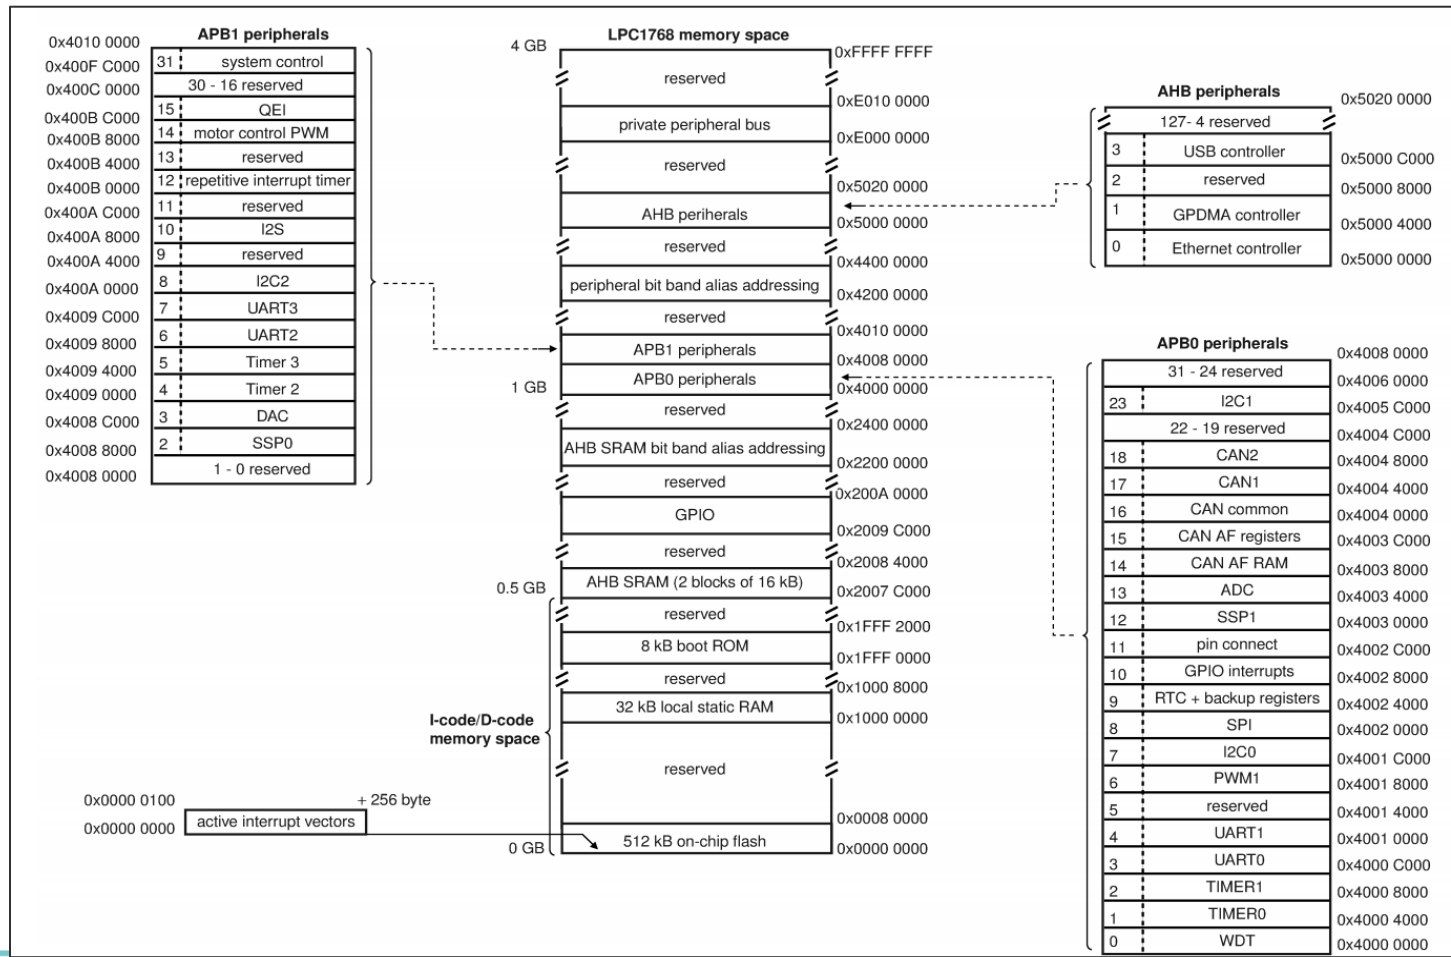 APB1 peripherals
0x4010 0000
31 system control
0x400F C000
30 - 16 reserved
0x400C 0000
15 QEI
0x400B C000
14 motor control PWM
0x400B 8000
13 reserved
0x400B 4000
12 repetitive interrupt timer
0x400B 0000
11 reserved
0x400A C000
10 I2S
0x400A 8000
9 reserved
0x400A 4000
8 I2C2
0x400A 0000
7 UART3
0x4009 C000
6 UART2
0x4009 8000
5 Timer 3
0x4009 4000
4 Timer 2
0x4009 0000
3 DAC
0x4008 C000
2 SSP0
0x4008 8000
1 - 0 reserved
0x4008 0000
LPC1768 memory space
4 GB
0xFFFF FFFF
reserved
0xE010 0000
private peripheral bus
0xE000 0000
reserved
0x5020 0000
AHB periherals
0x5000 0000
reserved
0x4400 0000
peripheral bit band alias addressing
0x4200 0000
reserved
0x4010 0000
APB1 peripherals
0x4008 0000
APB0 peripherals
1 GB
0x4000 0000
reserved
0x2400 0000
AHB SRAM bit band alias addressing
0x2200 0000
reserved
0x200A 0000
GPIO
0x2009 C000
reserved
0x2008 4000
AHB SRAM (2 blocks of 16 kB)
0.5 GB
0x2007 C000
reserved
0x1FFF 2000
8 kB boot ROM
0x1FFF 0000
reserved
0x1000 8000
32 kB local static RAM
0x1000 0000
I-code/D-code
memory space
reserved
0x0008 0000
512 kB on-chip flash
0 GB
0x0000 0000
0x0000 0100
+ 256 byte
active interrupt vectors
0x0000 0000
AHB peripherals
0x5020 0000
127- 4 reserved
3 USB controller
0x5000 C000
2 reserved
0x5000 8000
1 GPDMA controller
0x5000 4000
0 Ethernet controller
0x5000 0000
APB0 peripherals
0x4008 0000
31 - 24 reserved
0x4006 0000
23 I2C1
0x4005 C000
22 - 19 reserved
0x4004 C000
18 CAN2
0x4004 8000
17 CAN1
0x4004 4000
16 CAN common
0x4004 0000
15 CAN AF registers
0x4003 C000
14 CAN AF RAM
0x4003 8000
13 ADC
0x4003 4000
12 SSP1
0x4003 0000
11 pin connect
0x4002 C000
10 GPIO interrupts
0x4002 8000
9 RTC + backup registers
0x4002 4000
8 SPI
0x4002 0000
7 I2C0
0x4001 C000
6 PWM1
0x4001 8000
5 reserved
0x4001 4000
4 UART1
0x4001 0000
3 UART0
0x4000 C000
2 TIMER1
0x4000 8000
1 TIMER0
0x4000 4000
0 WDT
0x4000 0000